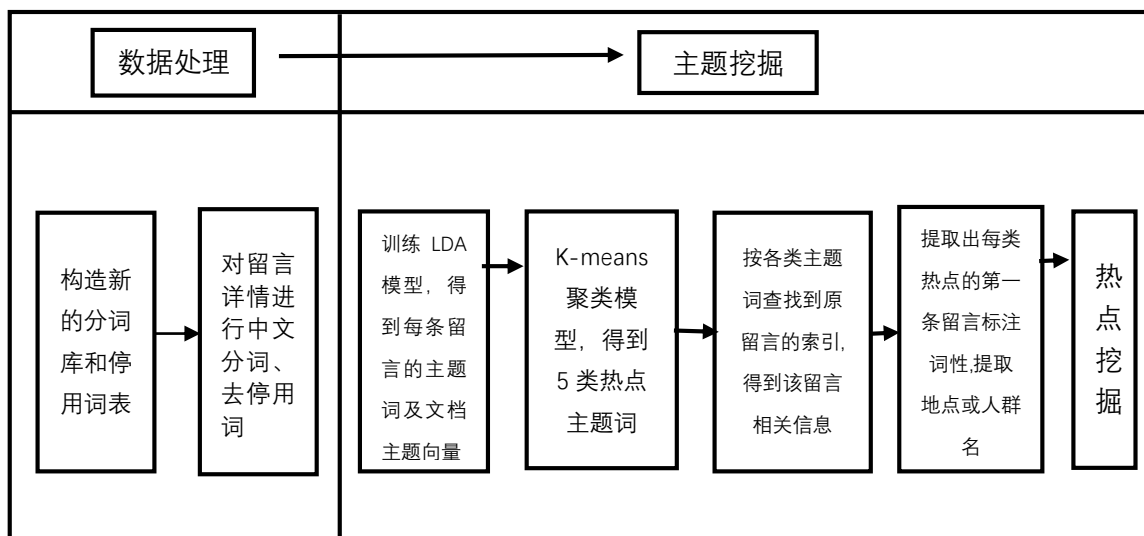 数据处理
主题挖掘
构造新
的分词
库和停
用词表
对留言
详情进
行中文
分词、
去停用
词
训练 LDA
模型，得
到每条留
言的主题
词及文档
主题向量
K-means
聚类模
型，得到
5 类热点
主题词
按各类主题
词查找到原
留言的索引,
得到该留言
相关信息
提取出每类
热点的第一
条留言标注
词性,提取
地点或人群
名
热
点
挖
掘